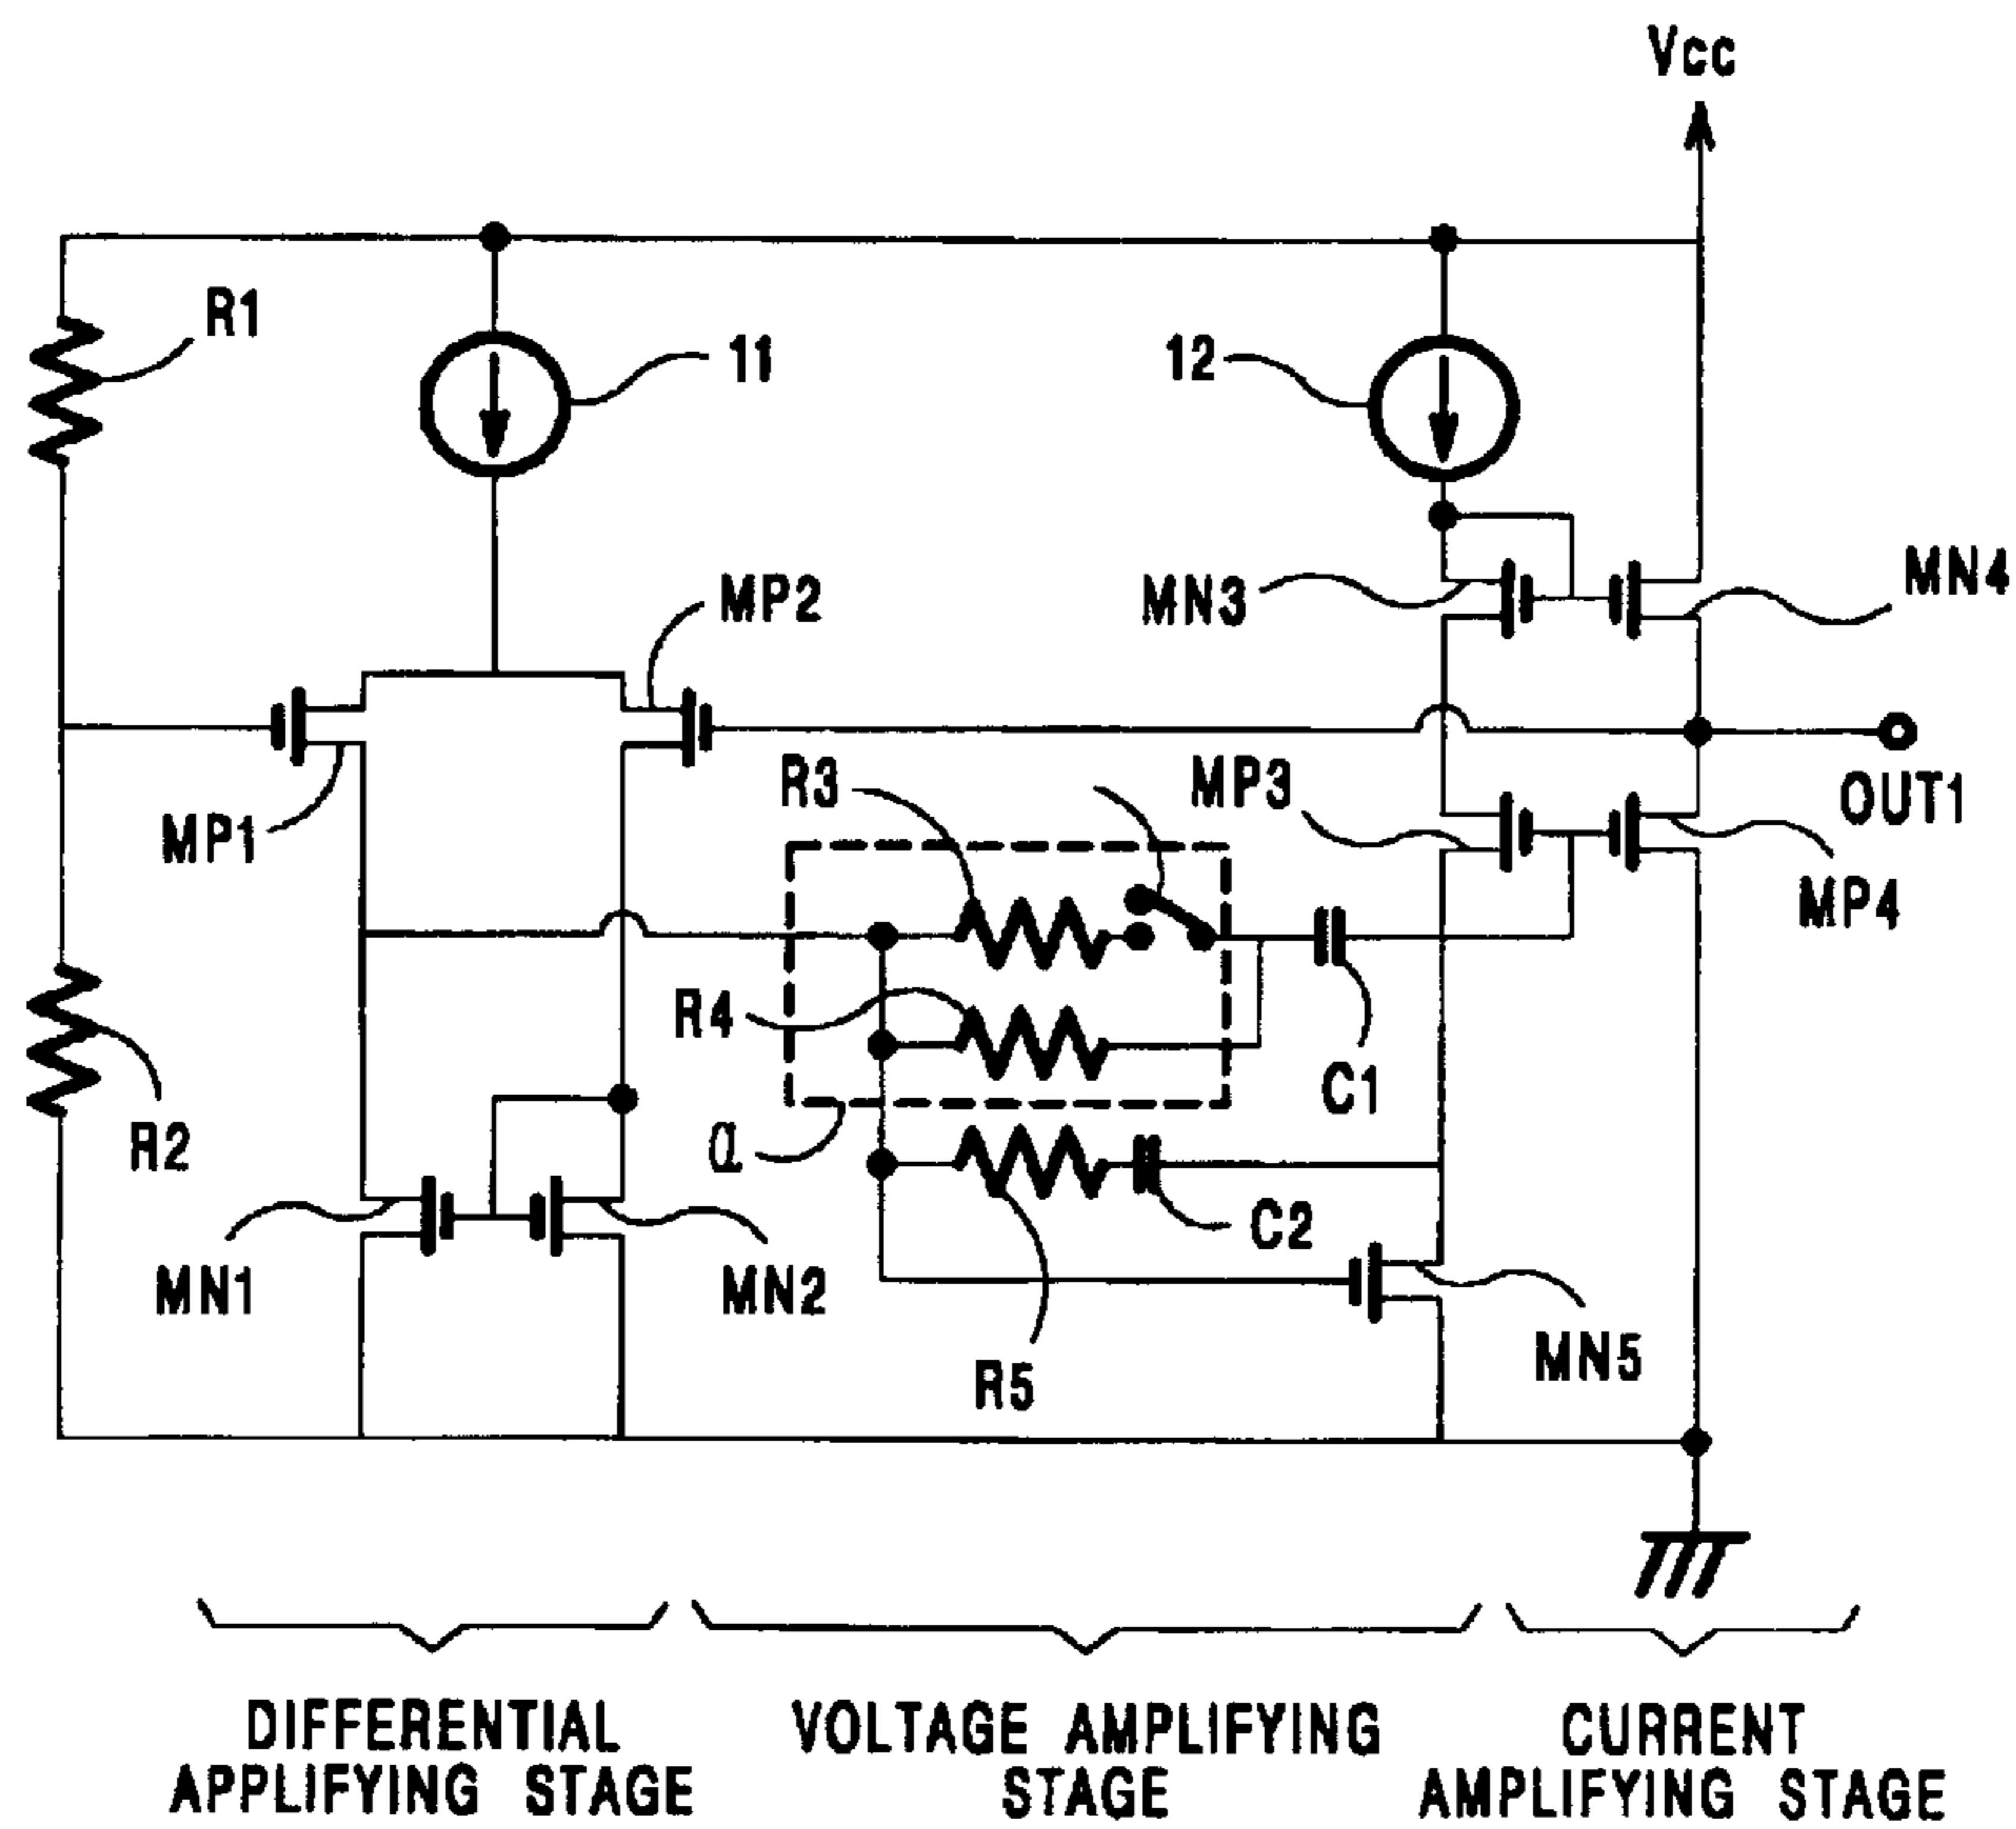 Vcc
R1
11
12
MN3
MN4
MP2
MP1
R3
MP3
OUT1
MP4
R4
C1
R2
C2
MN1
MN2
R5
MN5
DIFFERENTIAL
APPLIFYING STAGE
VOLTAGE AMPLIFYING
STAGE
CURRENT
AMPLIFYING STAGE